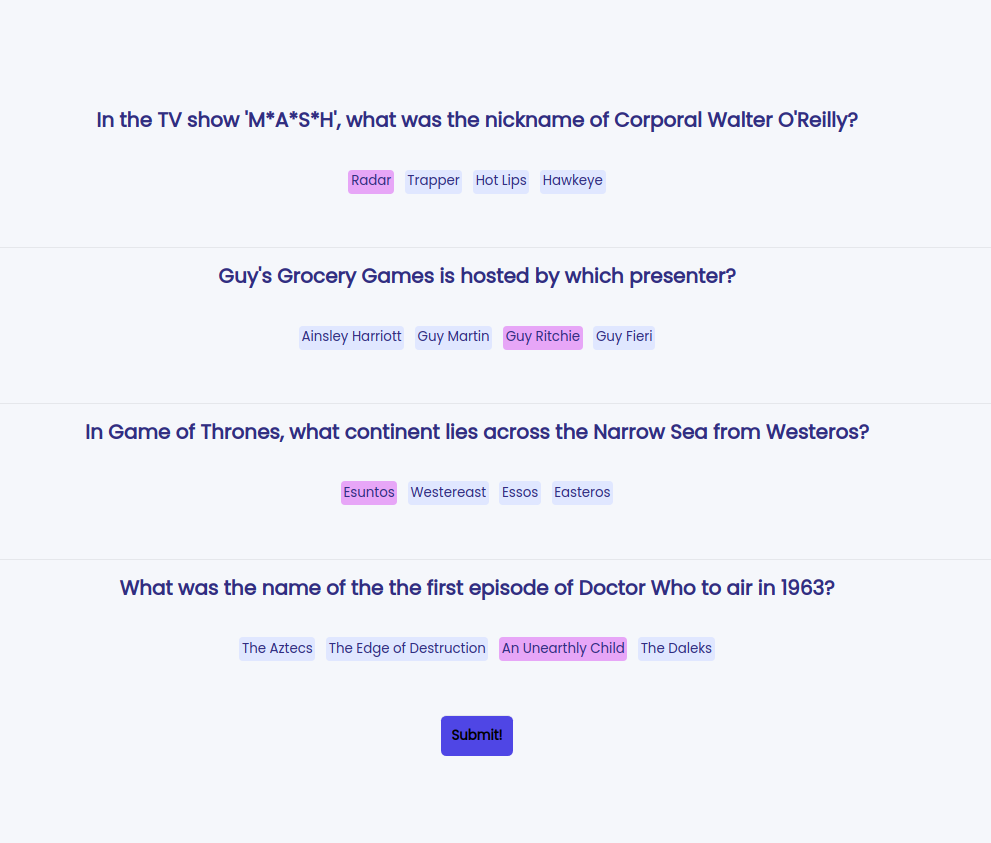 In the TV show 'M*A*S*H', what was the nickname of Corporal Walter O'Reilly?
Radar Trapper Hot Lips Hawkeye
Guy's Grocery Games is hosted by which presenter?
Ainsley Harriott Guy Martin Guy Ritchie Guy Fieri
In Game of Thrones, what continent lies across the Narrow Sea from Westeros?
Esuntos Westereast Essos Easteros
What was the name of the the first episode of Doctor Who to air in 1963?
The Aztecs The Edge of Destruction An Unearthly Child The Daleks
Submit!